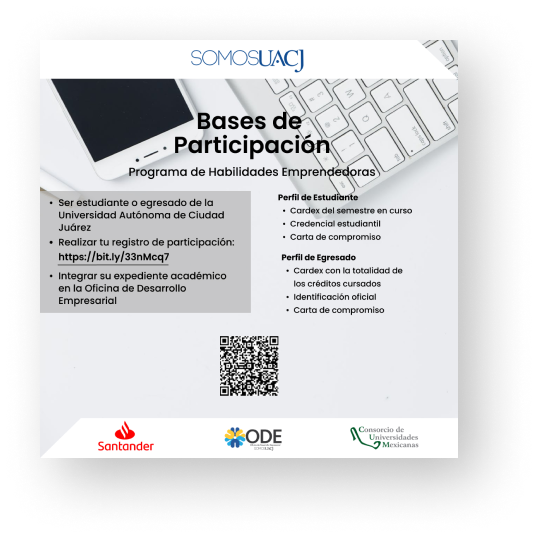 SOMOSUACJ
Bases de
Participación
Programa de Habilidades Emprendedoras
• Ser estudiante o egresado de la
Universidad Autónoma de Ciudad
Juárez
• Realizar tu registro de participación:
https://bit.ly/33nMcq7
• Integrar su expediente académico
en la Oficina de Desarrollo
Empresarial
Perfil de Estudiante
• Cardex del semestre en curso
• Credencial estudiantil
• Carta de compromiso
Perfil de Egresado
• Cardex con la totalidad de
los créditos cursados
• Identificación oficial
• Carta de compromiso
Santander
ODE
SOMOSUACJ
Consorcio de
Universidades
Mexicanas